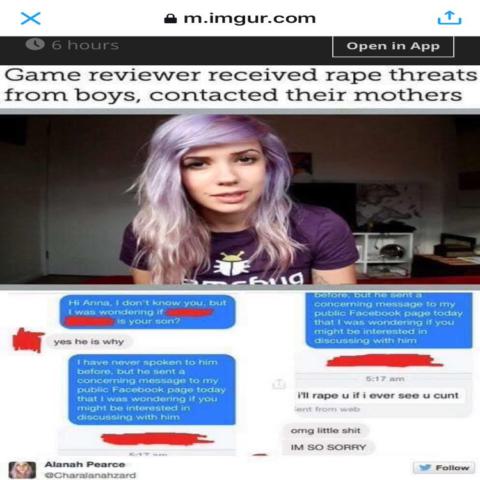 m.imgur.com
6 hours
Open in App
Game reviewer received rape threats
from boys, contacted their mothers
Hi Anna, I don't know you, but
I was wondering if
is your son?
yes he is why
I have never spoken to him
before, but he sent a
concerning message to my
public Facebook page today
that I was wondering if you
might be interested in
discussing with him
5:17 am
before, but he sent a
concerning message to my
public Facebook page today
that I was wondering if you
might be interested in
discussing with him
5:17 am
i'll rape u if i ever see u cunt
sent from web
omg little shit
IM SO SORRY
Alanah Pearce
@Charalanahzard
Follow